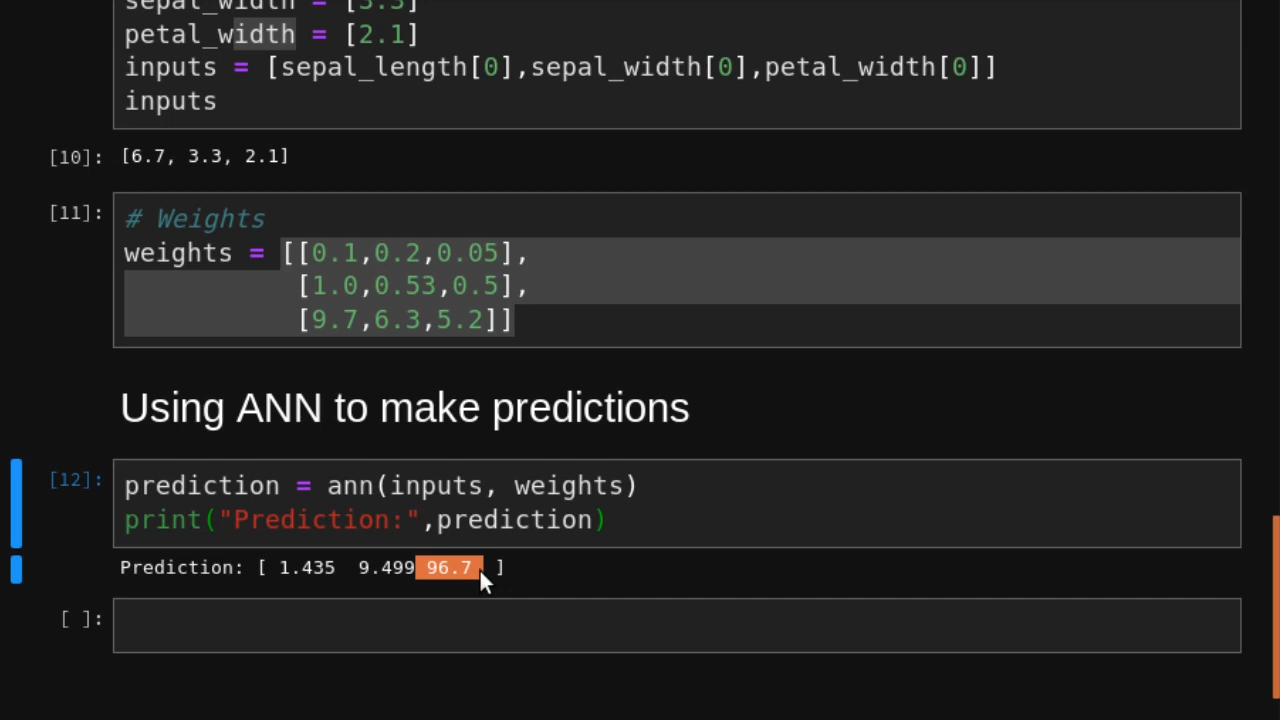 sepal_width = [3.3]
petal_width = [2.1]
inputs = [sepal_length[0],sepal_width[0],petal_width[0]]
inputs
[10]: [6.7, 3.3, 2.1]
[11]: # Weights
weights = [[0.1,0.2,0.05],
[1.0,0.53,0.5],
[9.7,6.3,5.2]]
Using ANN to make predictions
[12]: prediction = ann(inputs, weights)
print("Prediction:",prediction)
Prediction: [ 1.435  9.499 96.7  ]
[ ]: